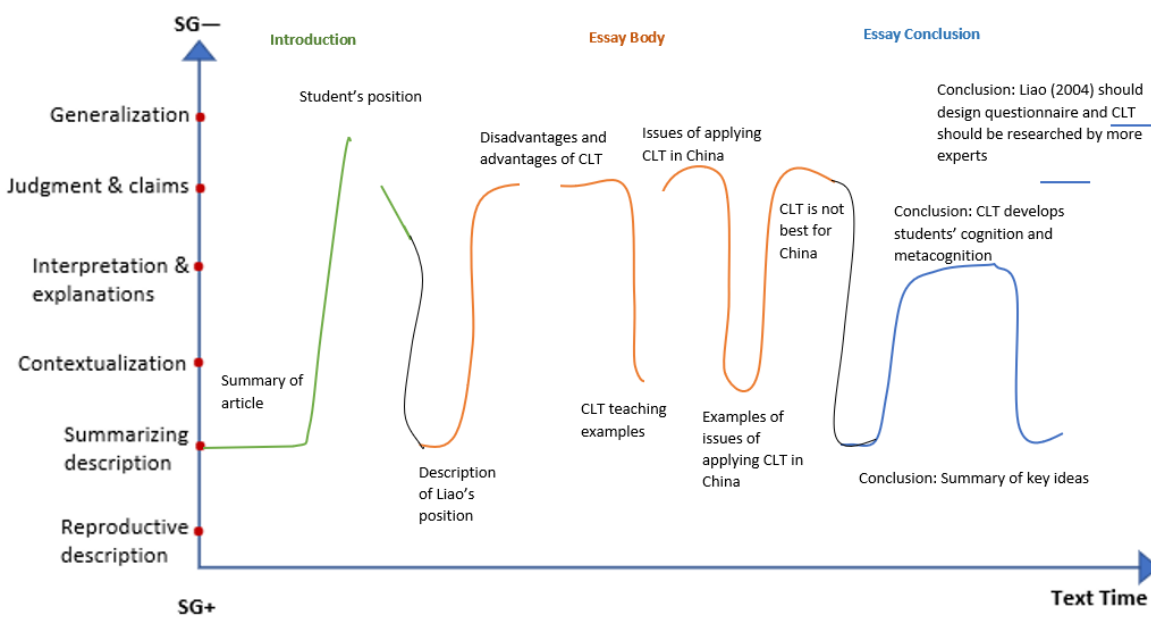 SG—
Introduction
Essay Body
Essay Conclusion
Generalization
Judgment & claims
Interpretation &
explanations
Contextualization
Summarizing
description
Reproductive
description
SG+
Text Time
Student's position
Summary of
article
Description
of Liao's
position
Disadvantages and
advantages of CLT
CLT teaching
examples
Issues of applying
CLT in China
Examples of
issues of
applying CLT in
China
CLT is not
best for
China
Conclusion: Liao (2004) should
design questionnaire and CLT
should be researched by more
experts
Conclusion: CLT develops
students' cognition and
metacognition
Conclusion: Summary of key ideas